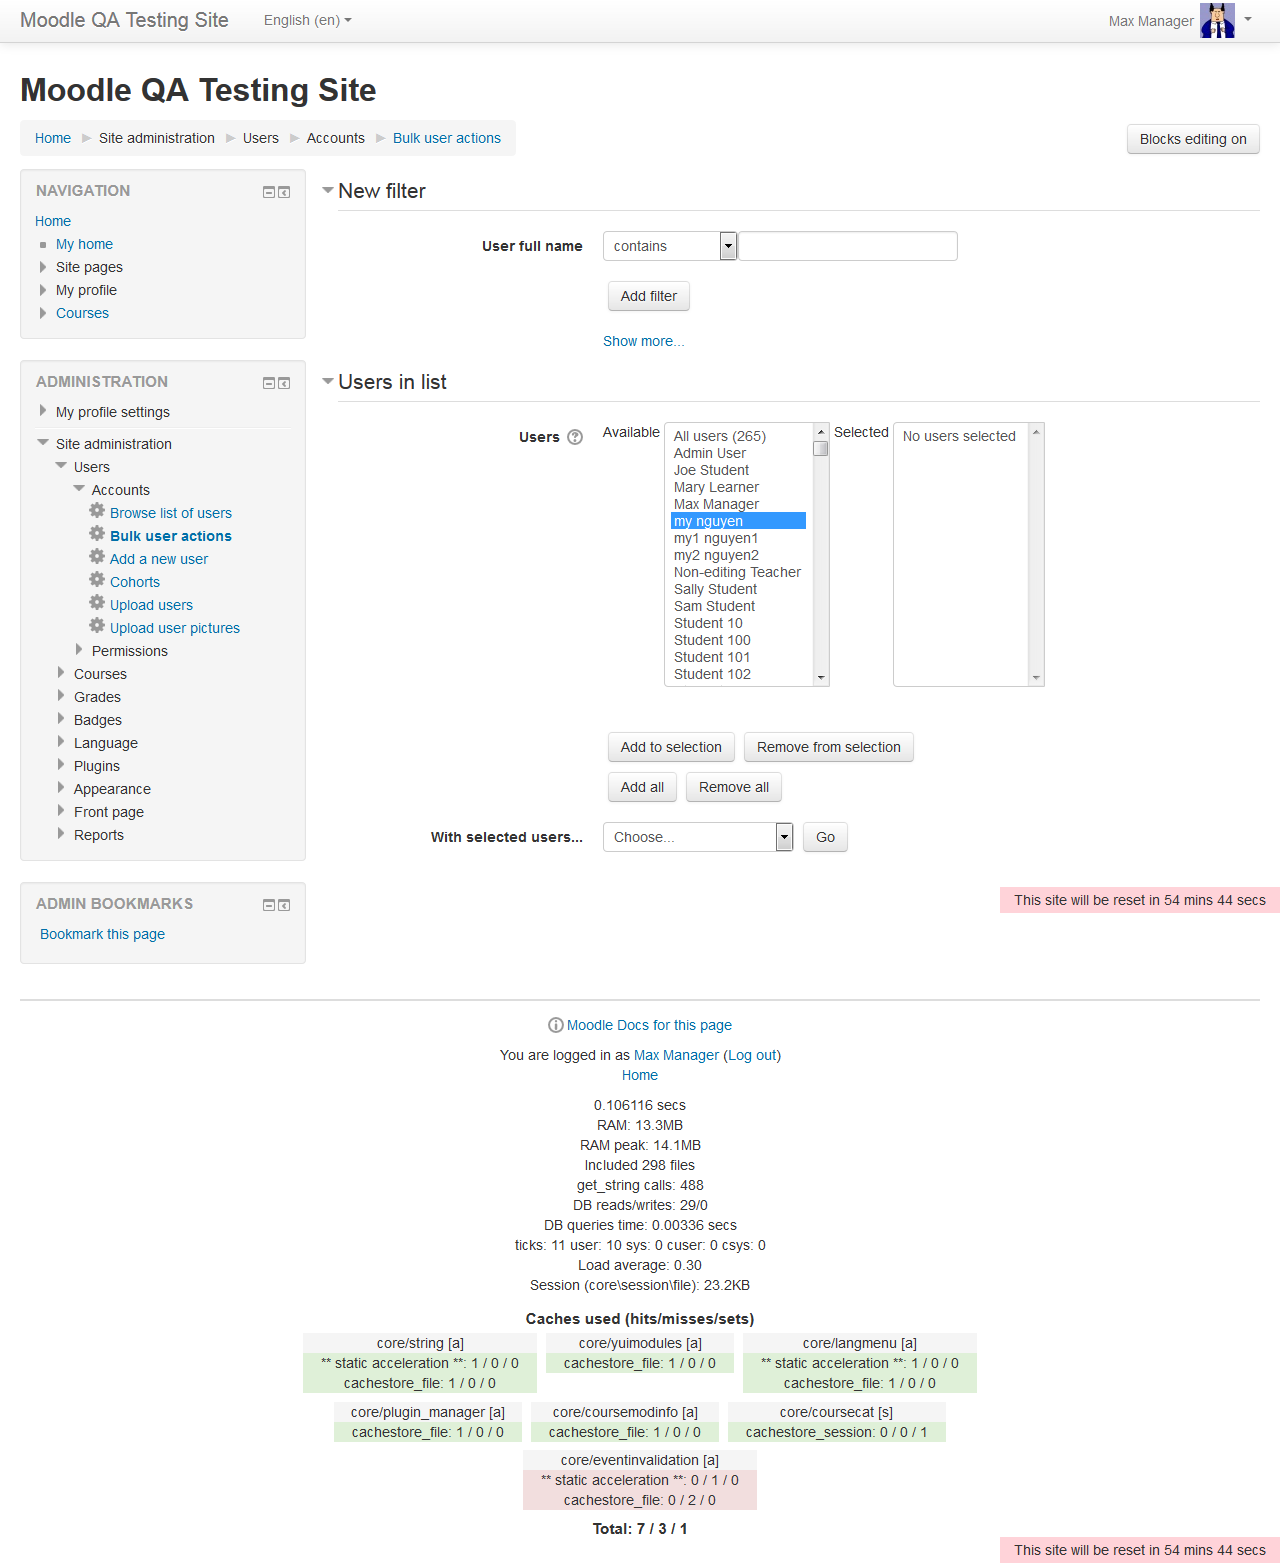 Moodle QA Testing Site English (en) Max Manager
Moodle QA Testing Site
Home Site administration Users Accounts Bulk user actions Blocks editing on
NAVIGATION
Home
My home
Site pages
My profile
Courses
ADMINISTRATION
My profile settings
Site administration
Users
Accounts
Browse list of users
Bulk user actions
Add a new user
Cohorts
Upload users
Upload user pictures
Permissions
Courses
Grades
Badges
Language
Plugins
Appearance
Front page
Reports
ADMIN BOOKMARKS
Bookmark this page
New filter
User full name contains
Add filter
Show more...
Users in list
Users Available
All users (265)
Admin User
Joe Student
Mary Learner
Max Manager
my nguyen
my1 nguyen1
my2 nguyen2
Non-editing Teacher
Sally Student
Sam Student
Student 10
Student 100
Student 101
Student 102
Selected
No users selected
Add to selection Remove from selection
Add all Remove all
With selected users... Choose... Go
This site will be reset in 54 mins 44 secs
Moodle Docs for this page
You are logged in as Max Manager (Log out)
Home
0.106116 secs
RAM: 13.3MB
RAM peak: 14.1MB
Included 298 files
get_string calls: 488
DB reads/writes: 29/0
DB queries time: 0.00336 secs
ticks: 11 user: 10 sys: 0 cuser: 0 csys: 0
Load average: 0.30
Session (core\session\file): 23.2KB
Caches used (hits/misses/sets)
core/string [a]
** static acceleration **: 1 / 0 / 0
cachestore_file: 1 / 0 / 0
core/yuimodules [a]
cachestore_file: 1 / 0 / 0
core/langmenu [a]
** static acceleration **: 1 / 0 / 0
cachestore_file: 1 / 0 / 0
core/plugin_manager [a]
cachestore_file: 1 / 0 / 0
core/coursemodinfo [a]
cachestore_file: 1 / 0 / 0
core/coursecat [s]
cachestore_session: 0 / 0 / 1
core/eventinvalidation [a]
** static acceleration **: 0 / 1 / 0
cachestore_file: 0 / 2 / 0
Total: 7 / 3 / 1
This site will be reset in 54 mins 44 secs